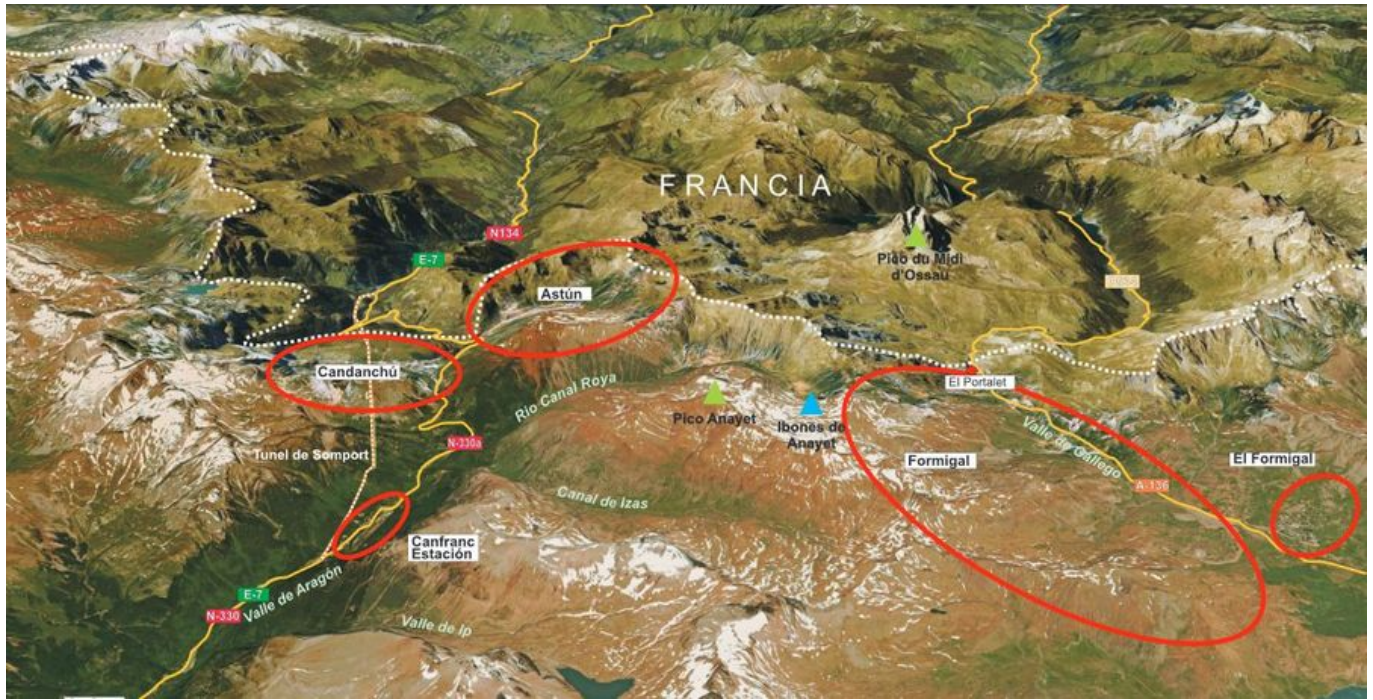 FRANCIA
N134
E-7
Pico du Midi
d'Ossau
Astún
Candanchú
El Portalet
Río Canal Roya
Pico Anayet
Ibones de
Anayet
Valle de Gállego
N-330a
Tunel de Somport
Formigal
El Formigal
A-136
Canal de Izas
Canfranc
Estación
E-7
Valle de Aragón
N-330
Valle de Ip